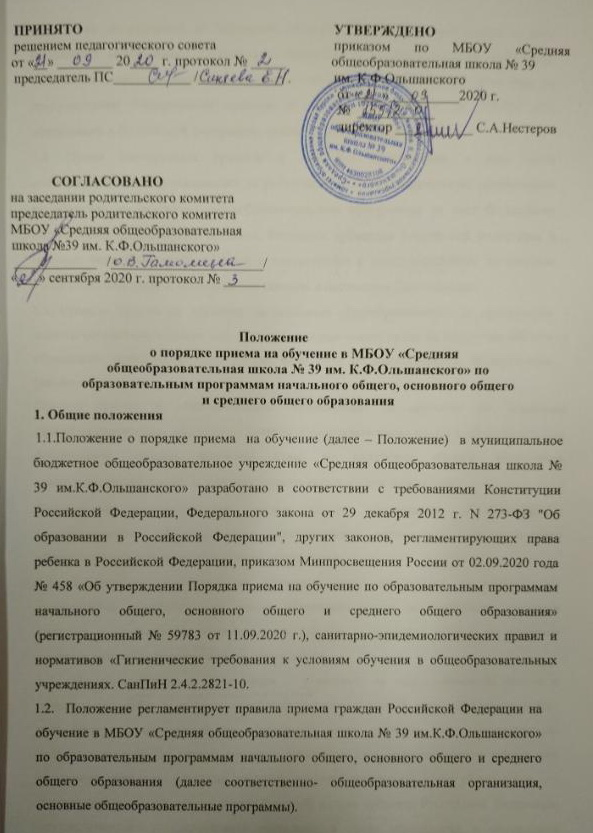 ПРИНЯТО
решением педагогического совета
от «21» 09 2020 г. протокол № 2
председатель ПС
УТВЕРЖДЕНО
приказом по МБОУ «Средняя
общеобразовательная школа № 39
им. К.Ф.Ольшанского
от 2020 г.
№
директор С.А.Нестеров
СОГЛАСОВАНО
на заседании родительского комитета
председатель родительского комитета
МБОУ «Средняя общеобразовательная
школа №39 им. К.Ф.Ольшанского»
/Ю.В.Гамомина/
«21» сентября 2020 г. протокол № 3
Положение
о порядке приема на обучение в МБОУ «Средняя
общеобразовательная школа № 39 им. К.Ф.Ольшанского» по
образовательным программам начального общего, основного общего
и среднего общего образования
1. Общие положения
1.1.Положение о порядке приема на обучение (далее – Положение) в муниципальное
бюджетное общеобразовательное учреждение «Средняя общеобразовательная школа №
39 им.К.Ф.Ольшанского» разработано в соответствии с требованиями Конституции
Российской Федерации, Федерального закона от 29 декабря 2012 г. N 273-ФЗ "Об
образовании в Российской Федерации", других законов, регламентирующих права
ребенка в Российской Федерации, приказом Минпросвещения России от 02.09.2020 года
№ 458 «Об утверждении Порядка приема на обучение по образовательным программам
начального общего, основного общего и среднего общего образования»
(регистрационный № 59783 от 11.09.2020 г.), санитарно-эпидемиологических правил и
нормативов «Гигиенические требования к условиям обучения в общеобразовательных
учреждениях. СанПиН 2.4.2.2821-10.
1.2. Положение регламентирует правила приема граждан Российской Федерации на
обучение в МБОУ «Средняя общеобразовательная школа № 39 им.К.Ф.Ольшанского»
по образовательным программам начального общего, основного общего и среднего
общего образования (далее соответственно- общеобразовательная организация,
основные общеобразовательные программы).